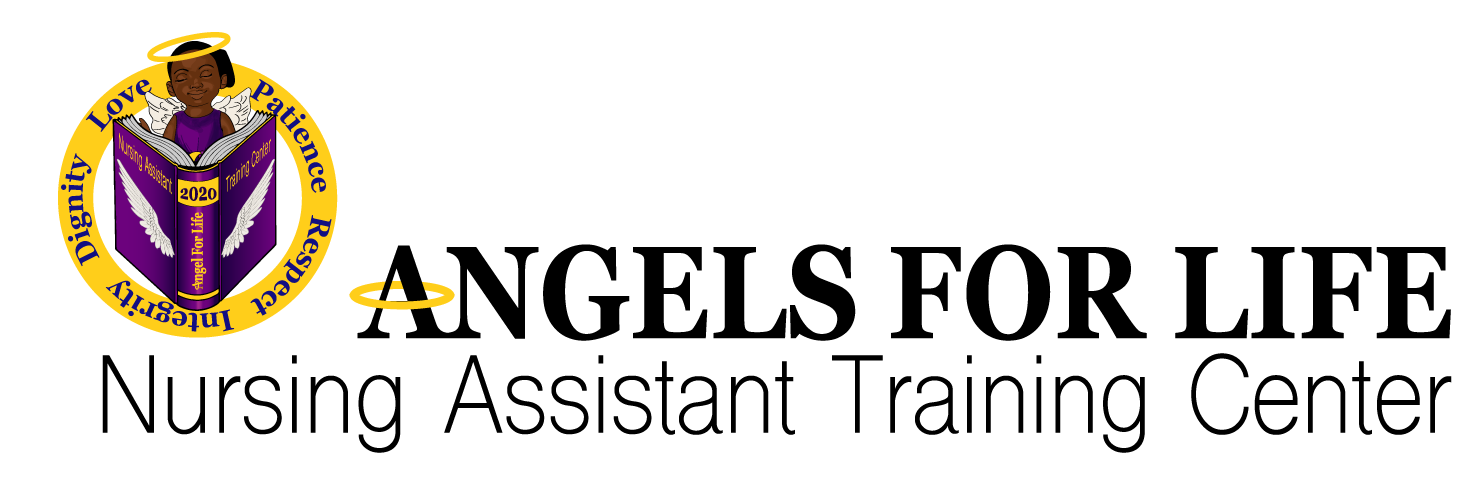 Love Patience Respect Integrity Dignity
Nursing Assistant
Training Center
2020
Angel For Life
ANGELS FOR LIFE
Nursing Assistant Training Center